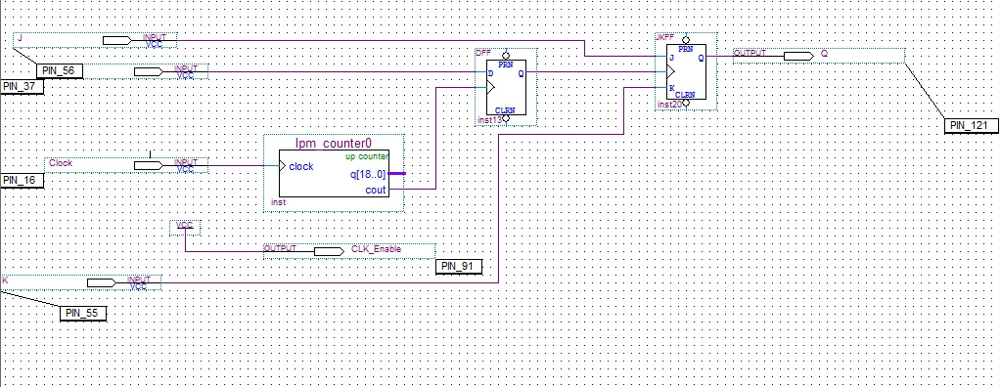 J
INPUT
VCC
PIN_56
INPUT
VCC
PIN_37
DFF
PRN
D
Q
CLRN
inst13
JKFF
PRN
J
Q
K
CLRN
inst20
OUTPUT
Q
PIN_121
Clock
INPUT
VCC
PIN_16
lpm_counter0
up counter
clock
q[18..0]
cout
inst
VCC
OUTPUT
CLK_Enable
PIN_91
K
INPUT
VCC
PIN_55